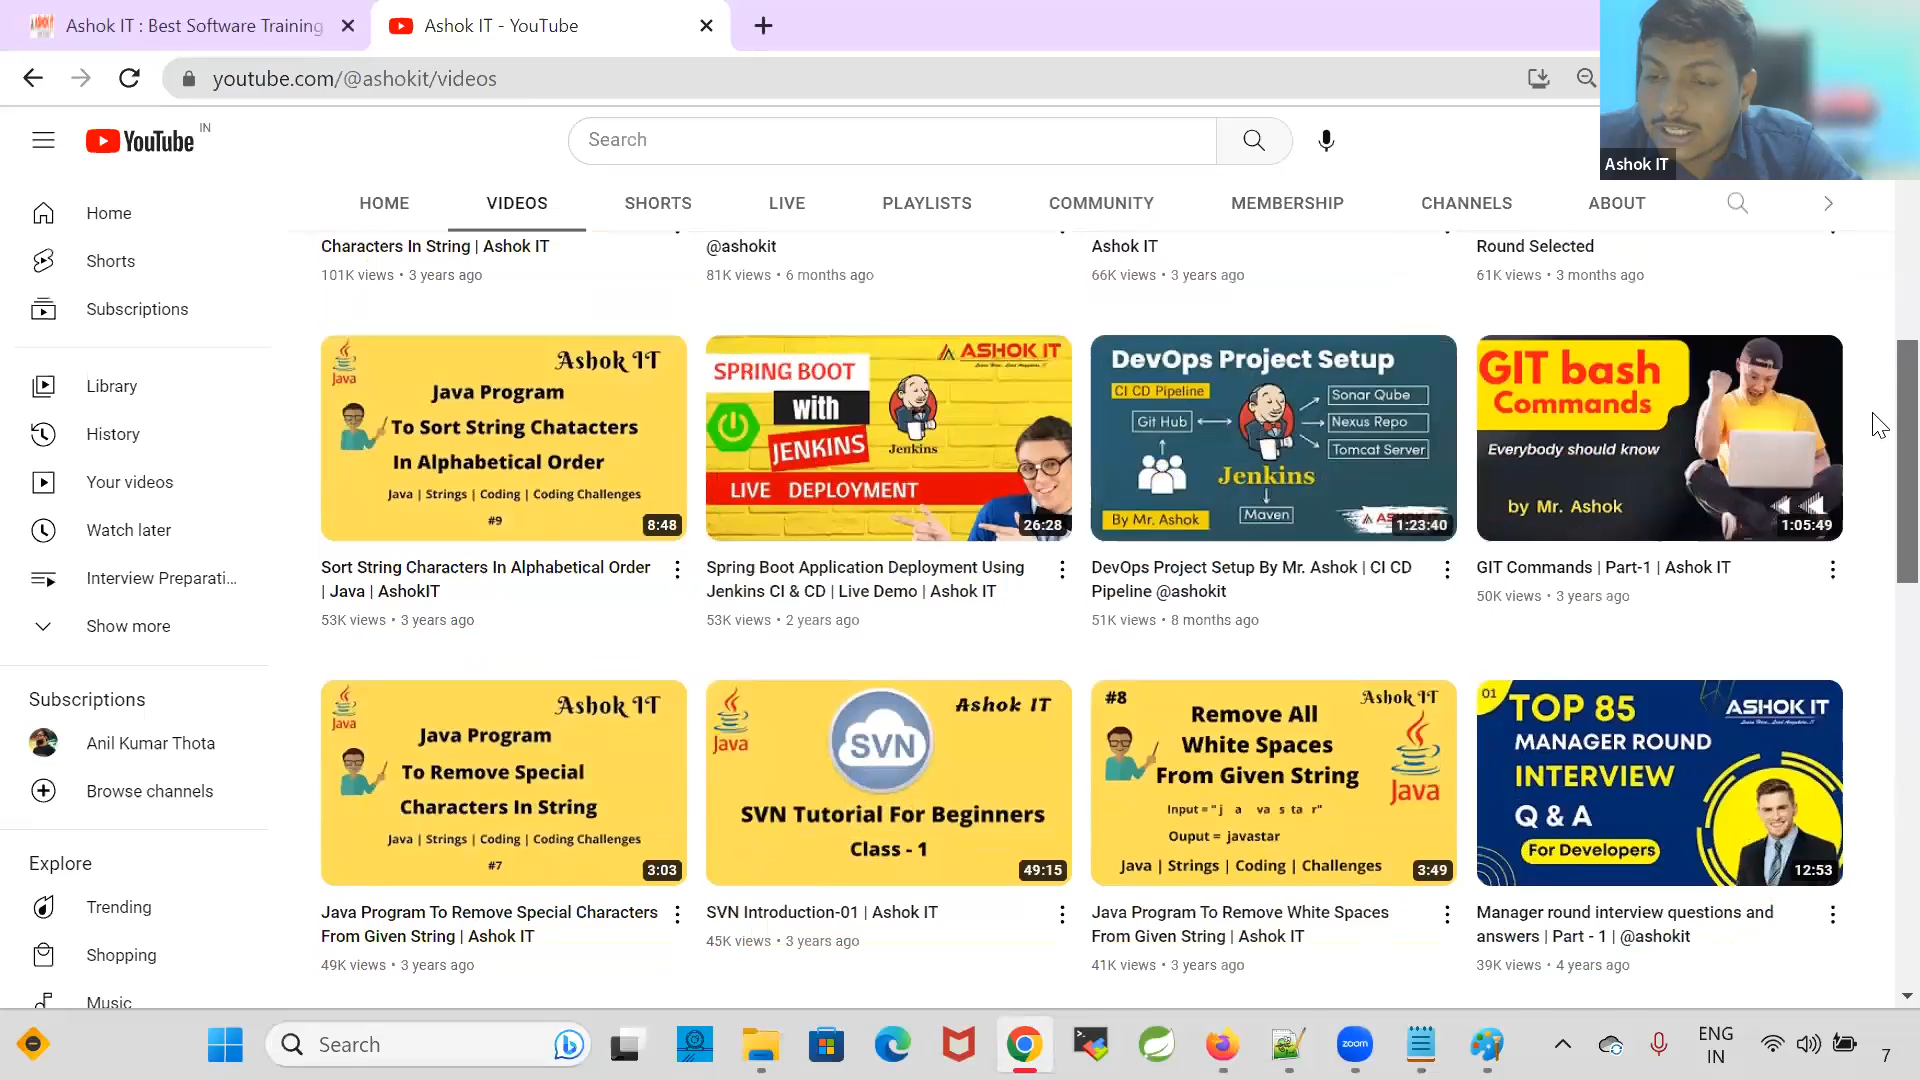 Ashok IT : Best Software Training
Ashok IT - YouTube
youtube.com/@ashokit/videos
Ashok IT
YouTube
IN
Search
HOME
VIDEOS
SHORTS
LIVE
PLAYLISTS
COMMUNITY
MEMBERSHIP
CHANNELS
ABOUT
Home
Shorts
Subscriptions
Library
History
Your videos
Watch later
Interview Preparati...
Show more
Subscriptions
Anil Kumar Thota
Browse channels
Explore
Trending
Shopping
Music
Characters In String | Ashok IT
101K views • 3 years ago
@ashokit
81K views • 6 months ago
Ashok IT
66K views • 3 years ago
Round Selected
61K views • 3 months ago
Java
Ashok IT
Java Program
To Sort String Chatacters
In Alphabetical Order
Java | Strings | Coding | Coding Challenges
#9
8:48
Sort String Characters In Alphabetical Order
| Java | AshokIT
53K views • 3 years ago
ASHOK IT
SPRING BOOT
with
JENKINS
Jenkins
LIVE DEPLOYMENT
26:28
Spring Boot Application Deployment Using
Jenkins CI & CD | Live Demo | Ashok IT
53K views • 2 years ago
DevOps Project Setup
CI CD Pipeline
Git Hub
Sonar Qube
Nexus Repo
Tomcat Server
Jenkins
Maven
By Mr. Ashok
1:23:40
DevOps Project Setup By Mr. Ashok | CI CD
Pipeline @ashokit
51K views • 8 months ago
GIT bash
Commands
Everybody should know
by Mr. Ashok
1:05:49
GIT Commands | Part-1 | Ashok IT
50K views • 3 years ago
Java
Ashok IT
Java Program
To Remove Special
Characters In String
Java | Strings | Coding | Coding Challenges
#7
3:03
Java Program To Remove Special Characters
From Given String | Ashok IT
49K views • 3 years ago
Java
Ashok IT
SVN
SVN Tutorial For Beginners
Class - 1
49:15
SVN Introduction-01 | Ashok IT
45K views • 3 years ago
#8
Ashok IT
Remove All
White Spaces
From Given String
Java
Input = " j a va s ta r"
Ouput = javastar
Java | Strings | Coding | Challenges
3:49
Java Program To Remove White Spaces
From Given String | Ashok IT
41K views • 3 years ago
01
TOP 85
ASHOK IT
MANAGER ROUND
INTERVIEW
Q & A
For Developers
12:53
Manager round interview questions and
answers | Part - 1 | @ashokit
39K views • 4 years ago
Search
zoom
ENG
IN
7